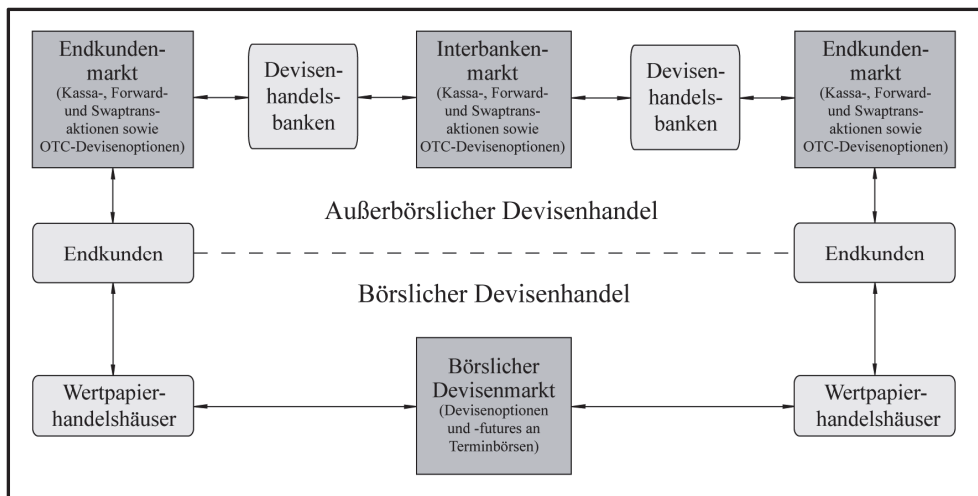 Endkunden-
markt
(Kassa-, Forward-
und Swaptrans-
aktionen sowie
OTC-Devisenoptionen)
Devisen-
handels-
banken
Interbanken-
markt
(Kassa-, Forward-
und Swaptrans-
aktionen sowie
OTC-Devisenoptionen)
Devisen-
handels-
banken
Endkunden-
markt
(Kassa-, Forward-
und Swaptrans-
aktionen sowie
OTC-Devisenoptionen)
Außerbörslicher Devisenhandel
Endkunden
Endkunden
Börslicher Devisenhandel
Wertpapier-
handelshäuser
Börslicher
Devisenmarkt
(Devisenoptionen
und -futures an
Terminbörsen)
Wertpapier-
handelshäuser